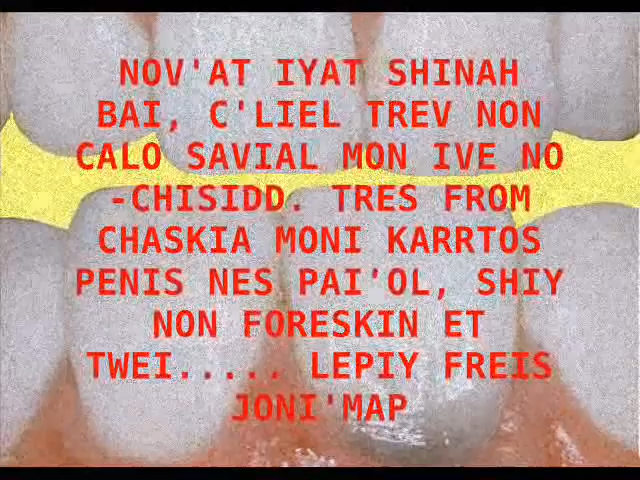 NOV'AT IYAT SHINAH
BAI, C'LIEL TREV NON
CALO SAVIAL MON IVE NO
-CHISIDD. TRES FROM
CHASKIA MONI KARRTOS
PENIS NES PAI'OL, SHIY
NON FORESKIN ET
TWEI..... LEPIY FREIS
JONI'MAP